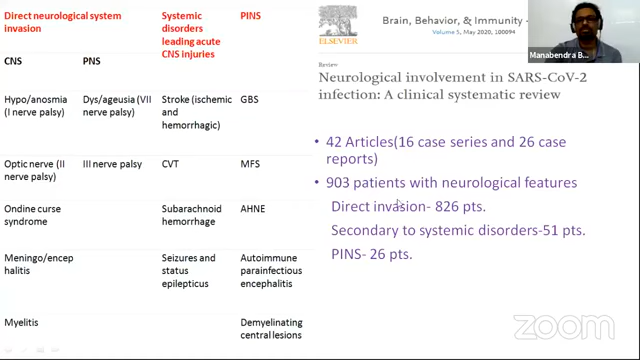 Direct neurological system
invasion
Systemic
disorders
leading acute
CNS injuries
PINS
CNS
PNS
Hypo/anosmia
(I nerve palsy)
Dys/ageusia (VII
nerve palsy)
Stroke (ischemic
and
hemorrhagic)
GBS
Optic nerve (II
nerve palsy)
III nerve palsy
CVT
MFS
Ondine curse
syndrome
Subarachnoid
hemorrhage
AHNE
Meningo/encep
halitis
Seizures and
status
epilepticus
Autoimmune
parainfectious
encephalitis
Myelitis
Demyelinating
central lesions
ELSEVIER
Brain, Behavior, & Immunity -
Volume 5, May 2020, 100094
Manabendra B...
Review
Neurological involvement in SARS-CoV-2
infection: A clinical systematic review
• 42 Articles(16 case series and 26 case
reports)
• 903 patients with neurological features
Direct invasion- 826 pts.
Secondary to systemic disorders-51 pts.
PINS- 26 pts.
zoom